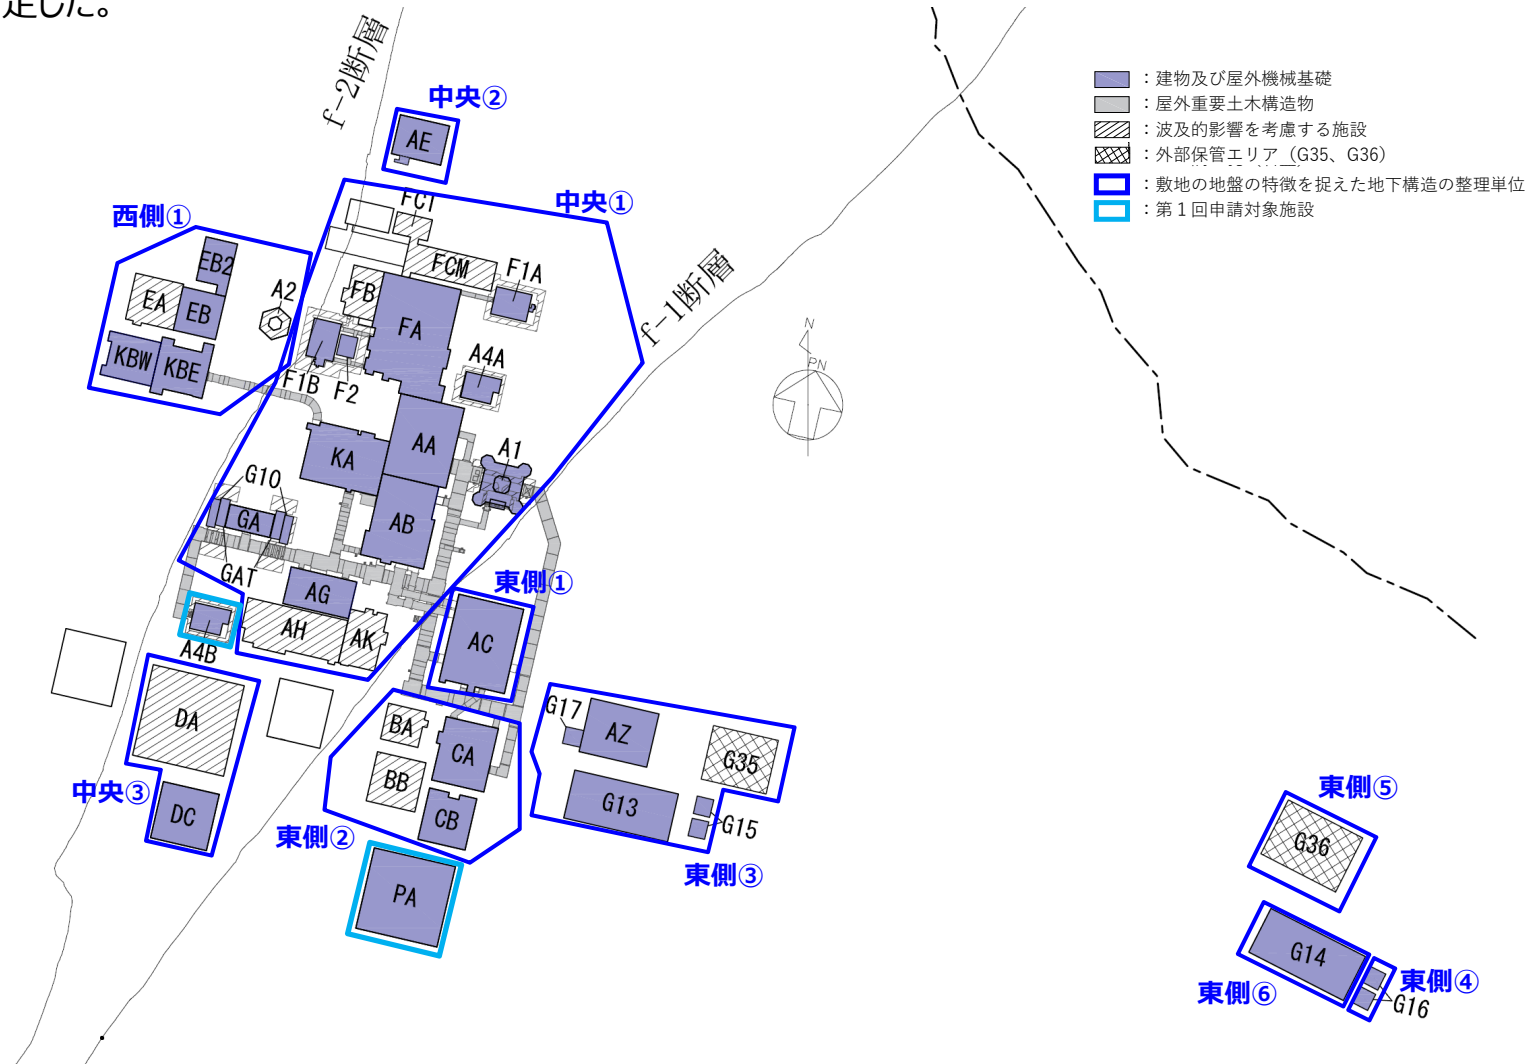 定した。
f-2断層
中央②
AE
：建物及び屋外機械基礎
：屋外重要土木構造物
：波及的影響を考慮する施設
：外部保管エリア（G35、G36）
：敷地の地盤の特徴を捉えた地下構造の整理単位
：第１回申請対象施設
中央①
西側①
FCT
FCM
F1A
EB2
EA
EB
A2
FB
FA
f-1断層
N
PN
KBW
KBE
F1B
F2
A4A
AA
KA
A1
G10
GA
AB
GAT
AG
東側①
AH
AK
AC
A4B
DA
BA
CA
G17
AZ
G35
BB
G13
G15
中央③
DC
CB
東側②
東側③
PA
東側⑤
G36
G14
東側④
東側⑥
G16